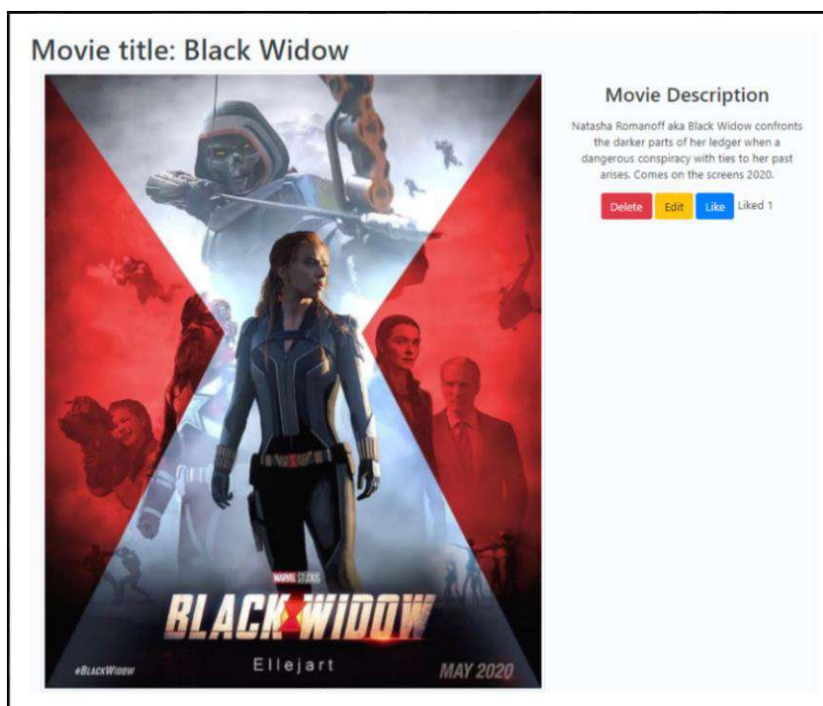 Movie title: Black Widow
Movie Description
Natasha Romanoff aka Black Widow confronts
the darker parts of her ledger when a
dangerous conspiracy with ties to her past
arises. Comes on the screens 2020.
Delete Edit Like Liked 1
MARVEL STUDIOS
BLACK WIDOW
Ellejart
#BLACKWIDOW
MAY 2020